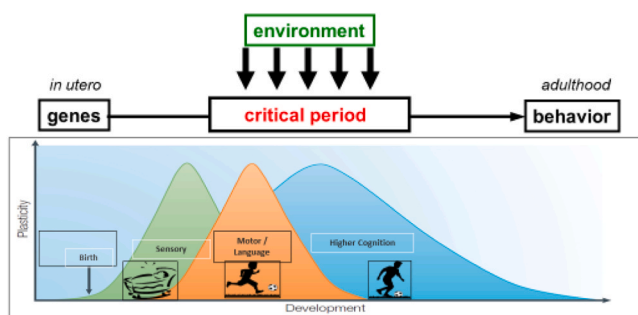 environment
in utero
adulthood
genes
critical period
behavior
Plasticity
Birth
Sensory
Motor /
Language
Higher Cognition
Development